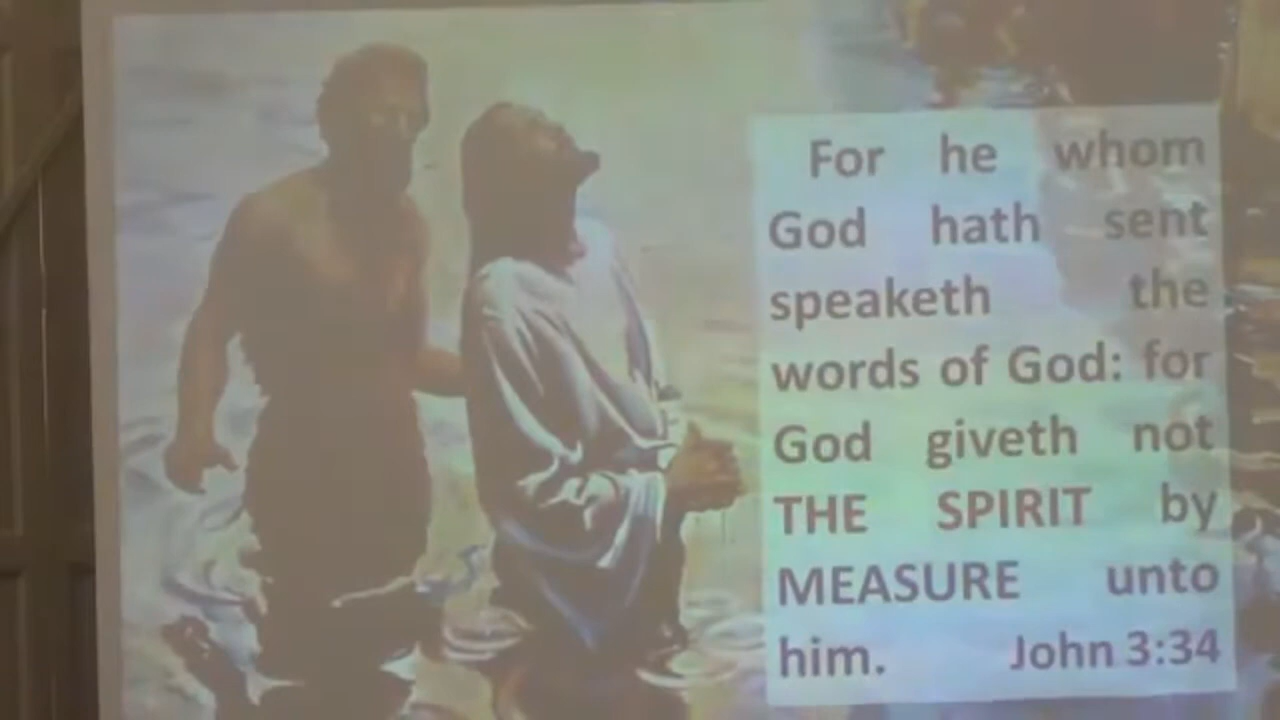 For he whom
God hath sent
speaketh the
words of God: for
God giveth not
THE SPIRIT by
MEASURE unto
him. John 3:34